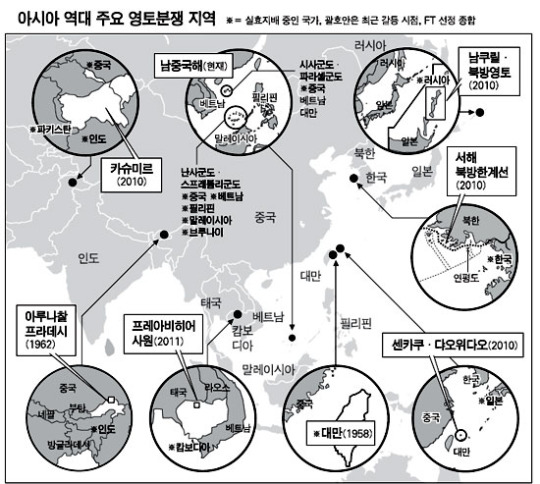 아시아 역대 주요 영토분쟁 지역 ※= 실효지배 중인 국가, 괄호안은 최근 갈등 시점, FT 선정 종합
※중국
※파키스탄
※인도
카슈미르
(2010)
남중국해(현재)
베트남
필리핀
말레이시아
시사군도·
파라셀군도
※중국
베트남
대만
난사군도·
스프래틀리군도
※중국 ※베트남
※필리핀
※말레이시아
※브루나이
러시아
러시아
※러시아
일본
일본
남쿠릴·
북방영토
(2010)
북한
한국
일본
서해
북방한계선
(2010)
북한
※한국
연평도
중국
인도
대만
태국
베트남
캄보
디아
필리핀
말레이시아
아루나찰
프라데시
(1962)
중국
네팔
부탄
※인도
방글라데시
프레아비히어
사원(2011)
태국
라오스
베트남
※캄보디아
중국
※대만(1958)
센카쿠·다오위다오(2010)
한국
중국
※일본
대만